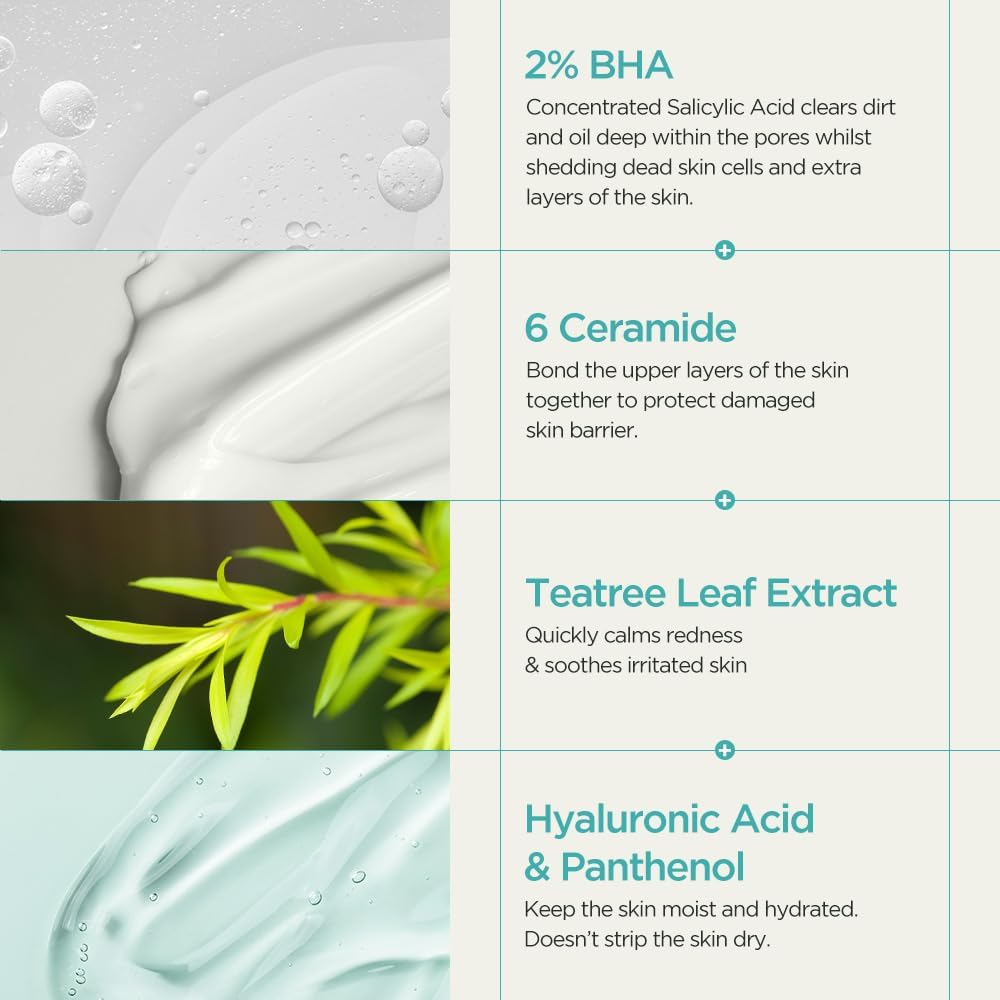 2% BHA
Concentrated Salicylic Acid clears dirt
and oil deep within the pores whilst
shedding dead skin cells and extra
layers of the skin.
6 Ceramide
Bond the upper layers of the skin
together to protect damaged
skin barrier.
Teatree Leaf Extract
Quickly calms redness
& soothes irritated skin
Hyaluronic Acid
& Panthenol
Keep the skin moist and hydrated.
Doesn’t strip the skin dry.